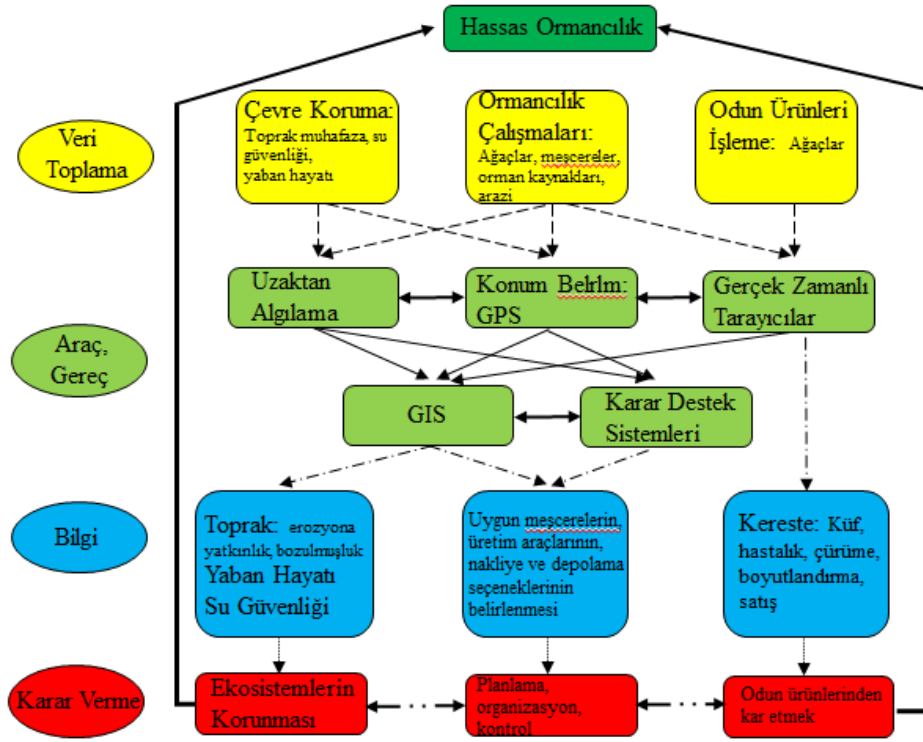 Hassas Ormancılık
Veri
Toplama
Çevre Koruma:
Toprak muhafaza, su
güvenliği,
yaban hayatı
Ormancılık
Çalışmaları:
Ağaçlar, meşcereler,
orman kaynakları,
arazi
Odun Ürünleri
İşleme: Ağaçlar
Araç,
Gereç
Uzaktan
Algılama
Konum Belrlm:
GPS
Gerçek Zamanlı
Tarayıcılar
GIS
Karar Destek
Sistemleri
Bilgi
Toprak: erozyona
yatkınlık, bozulmuşluk
Yaban Hayatı
Su Güvenliği
Uygun meşcerelerin,
üretim araçlarının,
nakliye ve depolama
seçeneklerinin
belirlenmesi
Kereste: Küf,
hastalık, çürüme,
boyutlandırma,
satış
Karar Verme
Ekosistemlerin
Korunması
Planlama,
organizasyon,
kontrol
Odun ürünlerinden
kar etmek